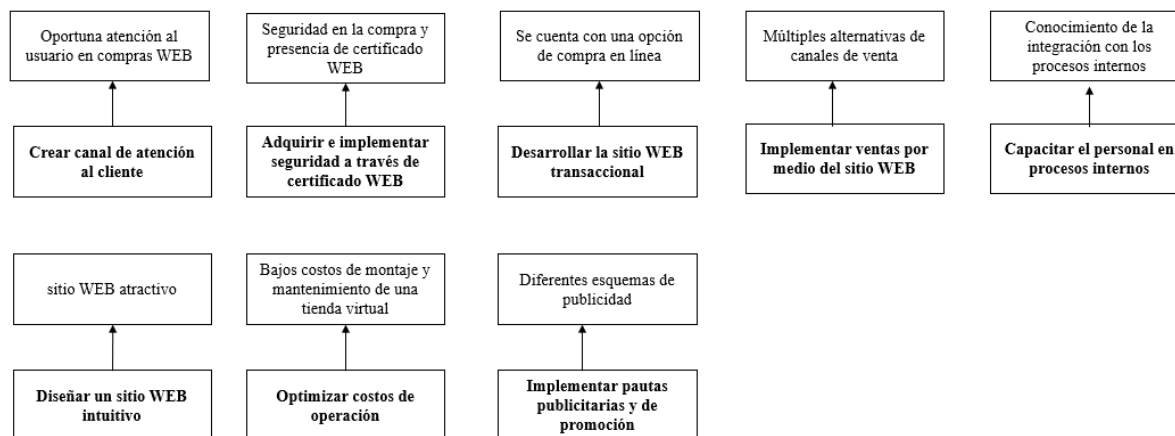 Oportuna atención al
usuario en compras WEB
Seguridad en la compra y
presencia de certificado
WEB
Se cuenta con una opción
de compra en línea
Múltiples alternativas de
canales de venta
Conocimiento de la
integración con los
procesos internos
Crear canal de atención
al cliente
Adquirir e implementar
seguridad a través de
certificado WEB
Desarrollar la sitio WEB
transaccional
Implementar ventas por
medio del sitio WEB
Capacitar el personal en
procesos internos
sitio WEB atractivo
Bajos costos de montaje y
mantenimiento de una
tienda virtual
Diferentes esquemas de
publicidad
Diseñar un sitio WEB
intuitivo
Optimizar costos de
operación
Implementar pautas
publicitarias y de
promoción